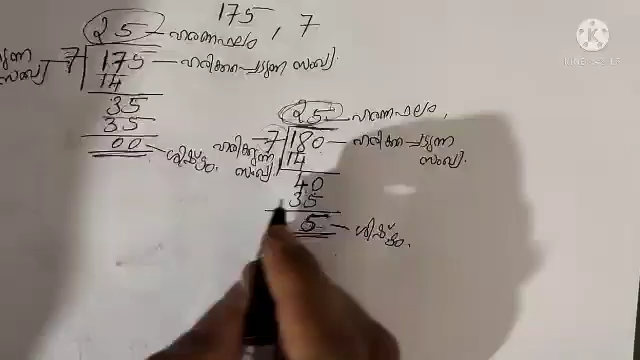 175 , 7
25 — ഹരണഫലം
7 175 — ഹരിക്കപ്പെടുന്ന സംഖ്യ.
സംഖ്യ
14
35
35
00 — ശിഷ്ടം.
25 — ഹരണഫലം.
ഹരിക്കുന്ന സംഖ്യ 7 180 — ഹരിക്കപ്പെടുന്ന
സംഖ്യ.
14
40
35
5 — ശിഷ്ടം.